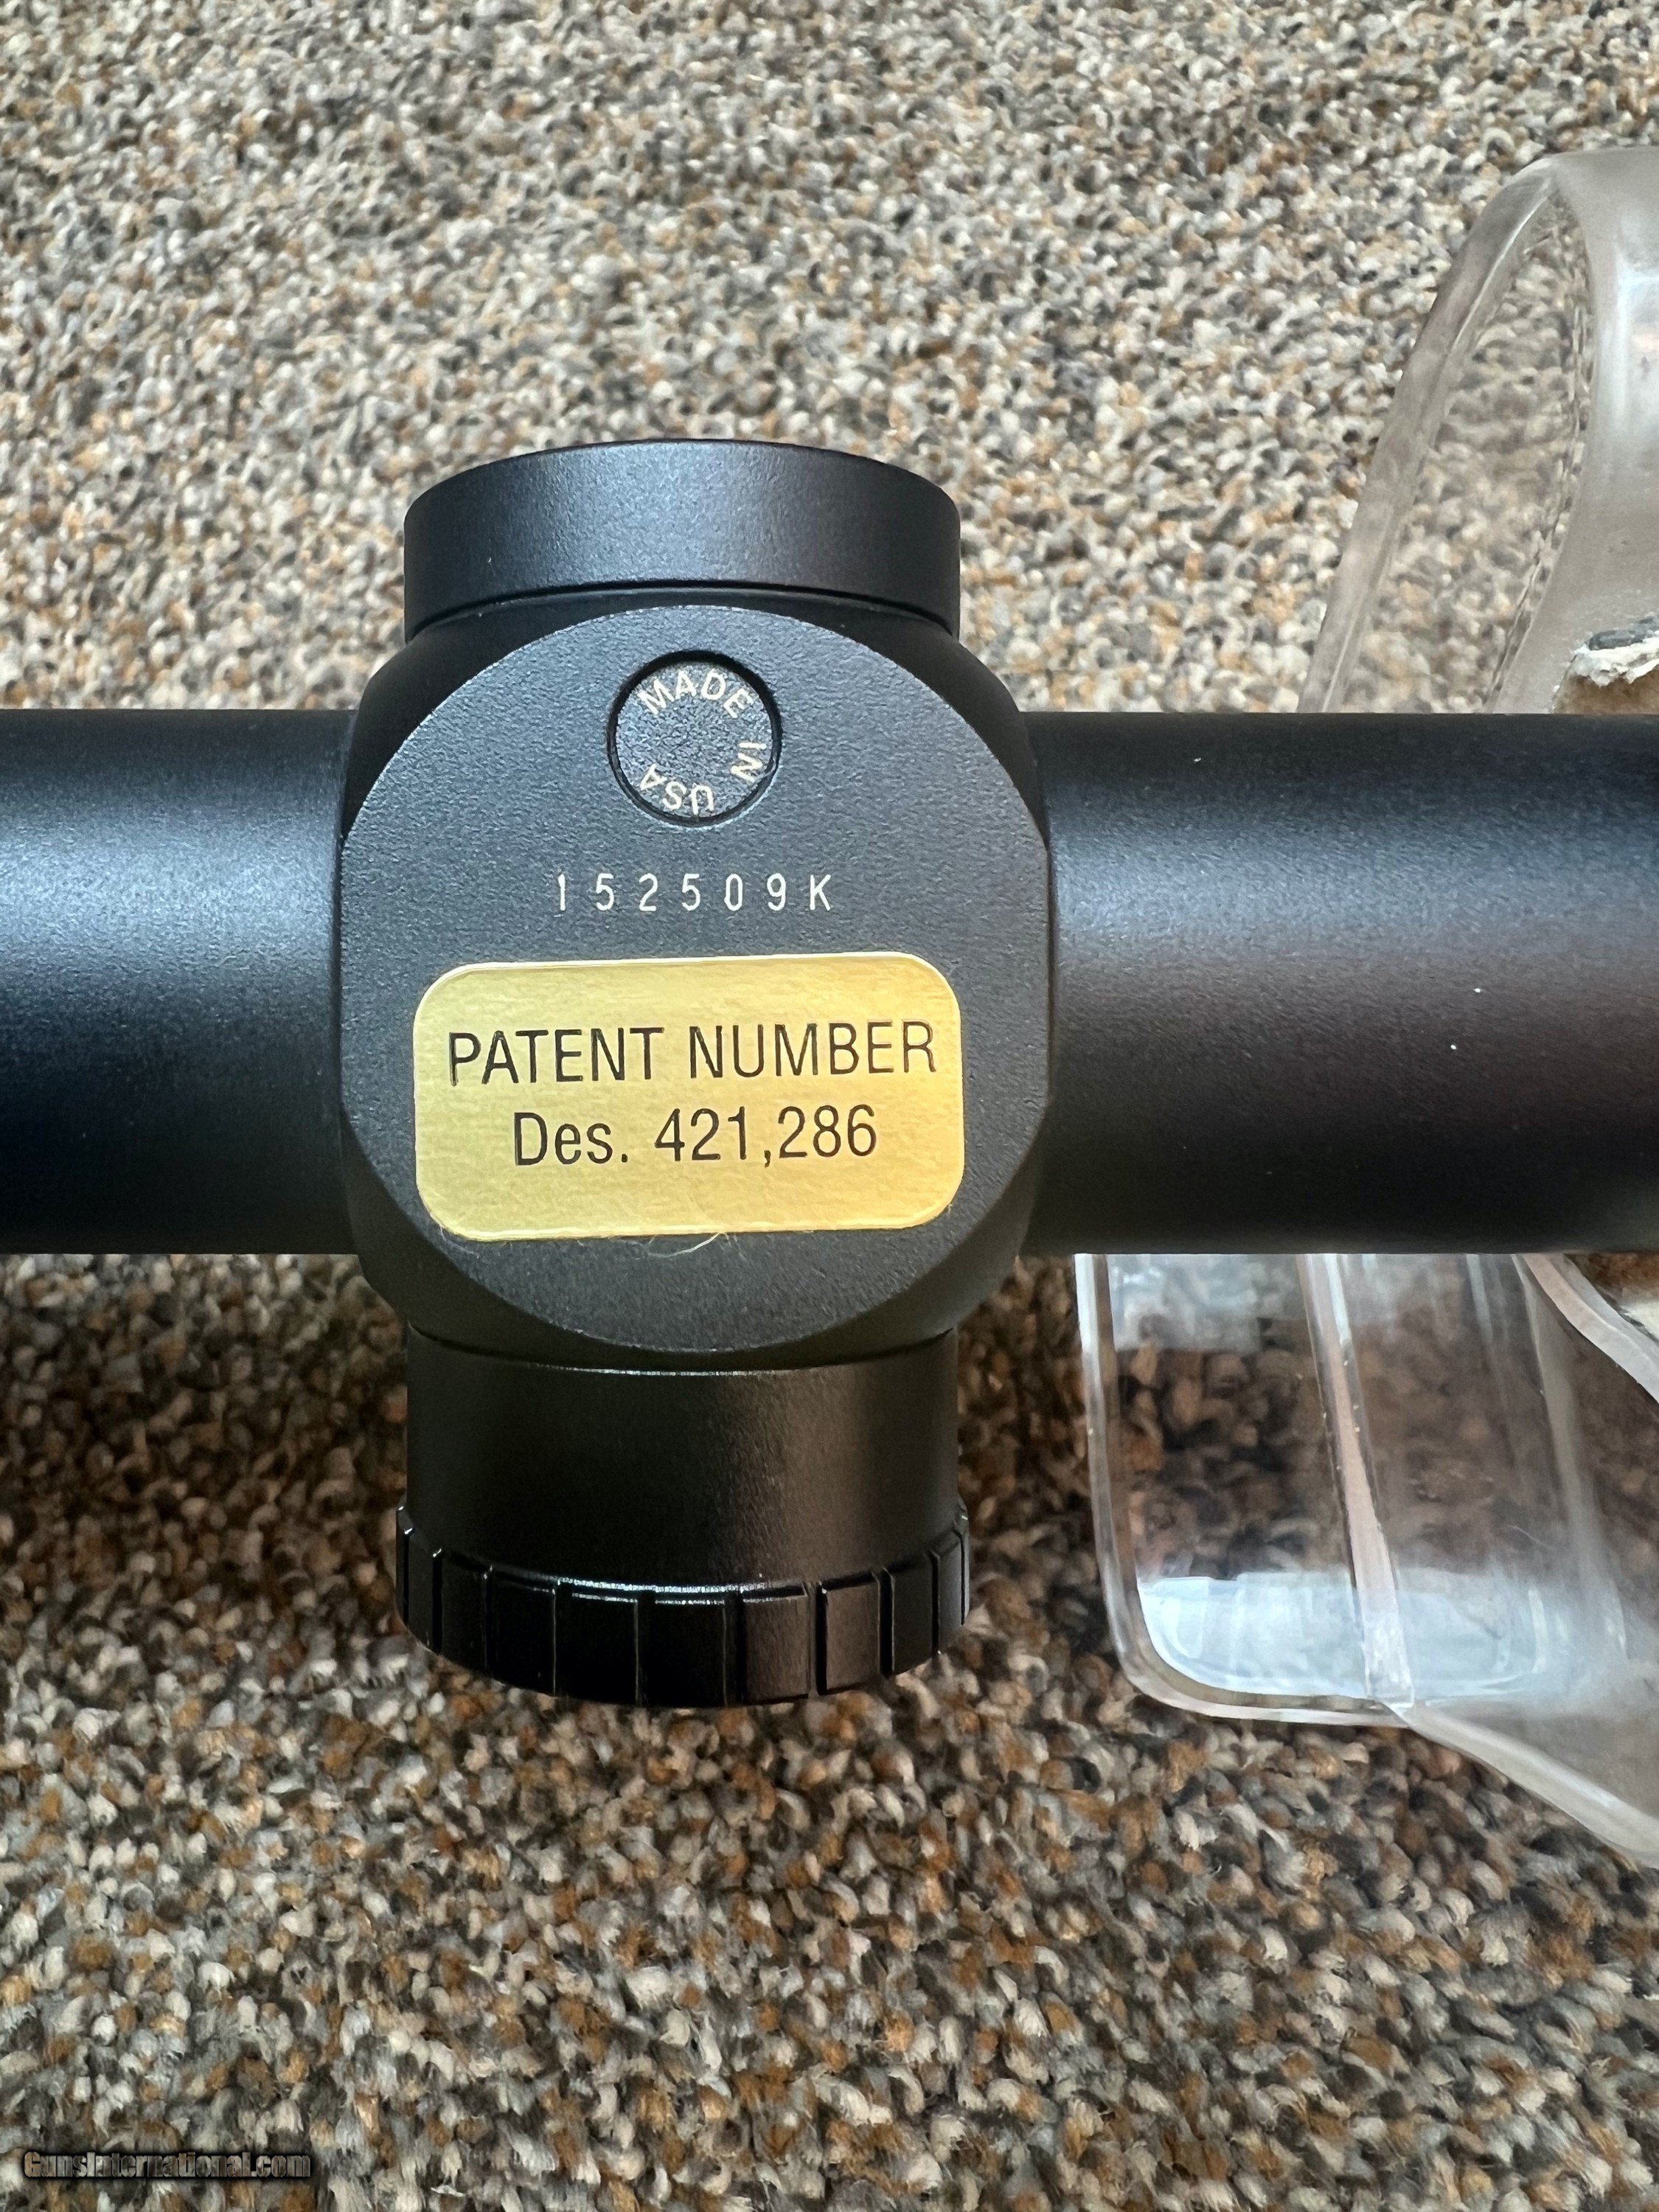 MADE IN USA
152509K
PATENT NUMBER
Des. 421,286
GunsInternational.com